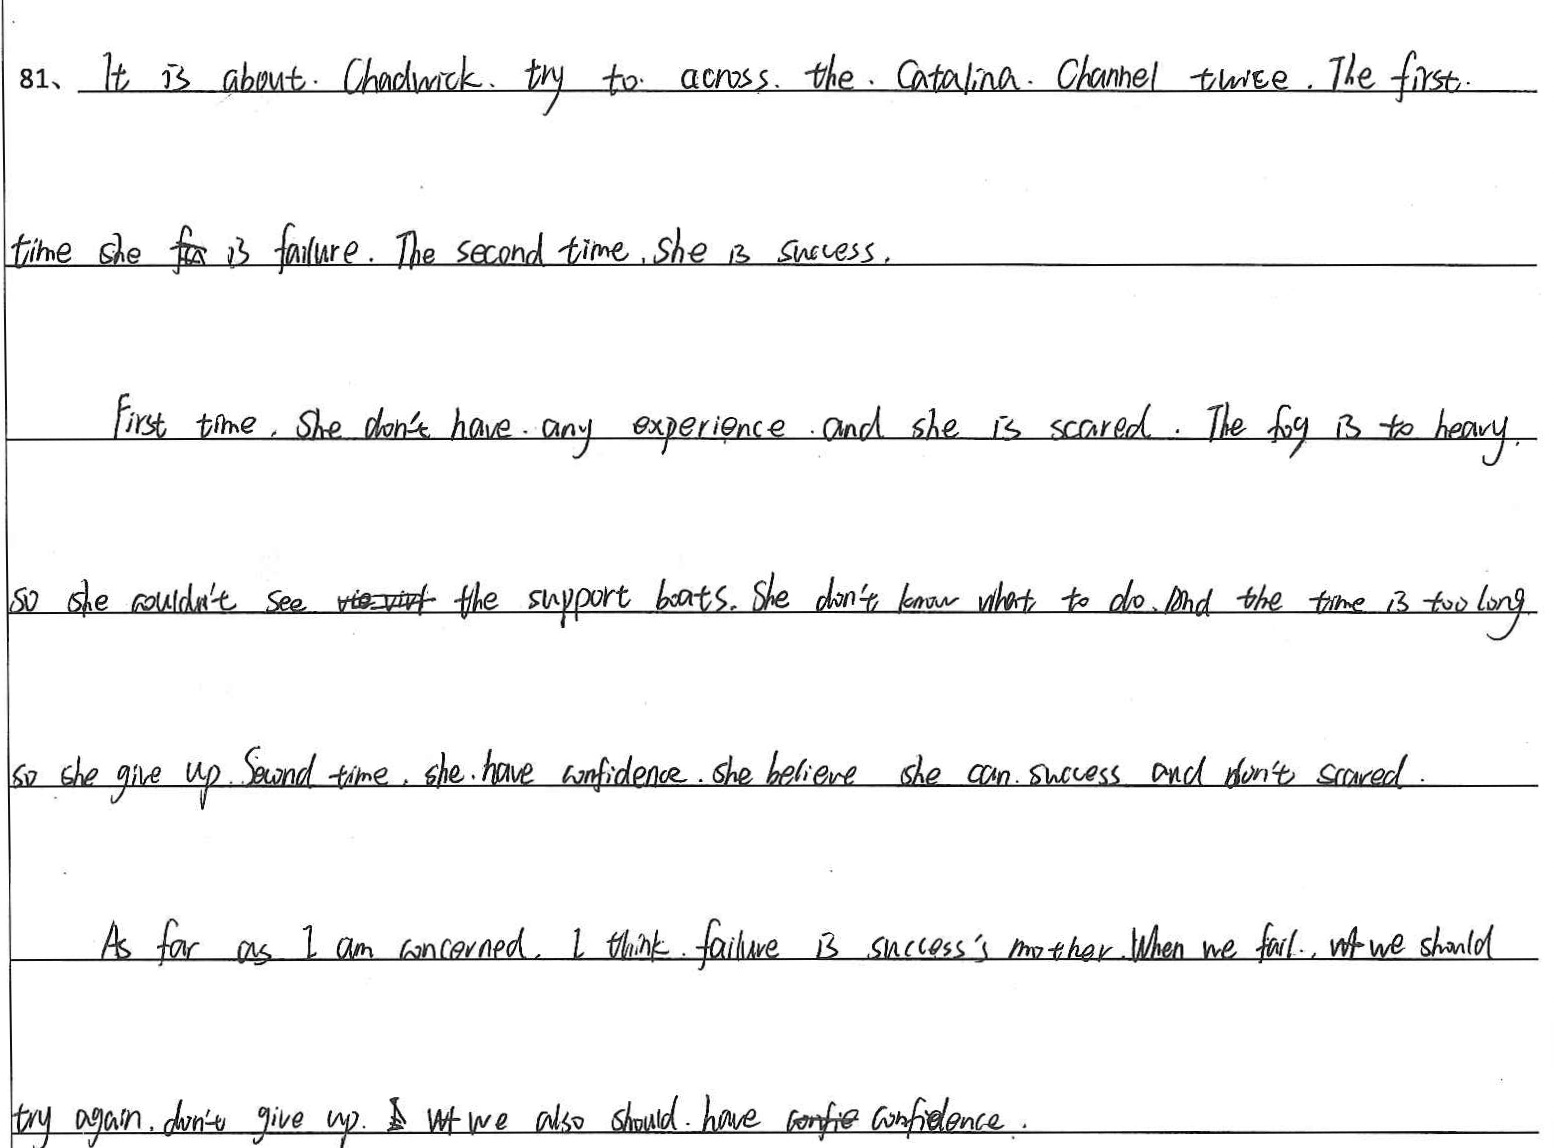 81、 It is about Chadwick try to across the Catalina Channel twice. The first
time she is failure. The second time, she is success.
First time, She don't have any experience and she is scared. The fog is to heavy,
so she couldn't see the support boats. She don't know what to do. And the time is too long
so she give up. Second time, she have confidence. she believe she can success and don't scared.
As far as I am concerned, I think failure is success's mother. When we fail, we should
try again, don't give up. we also should have confidence.